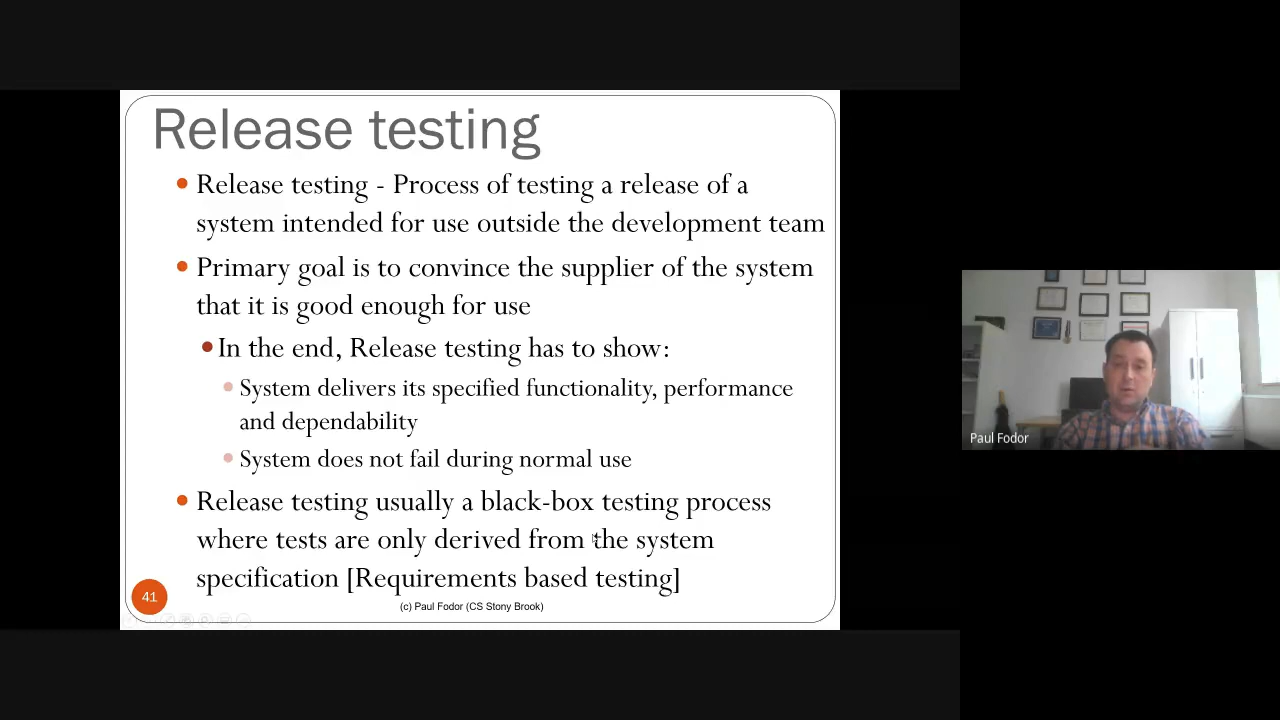 Release testing
Release testing - Process of testing a release of a
system intended for use outside the development team
Primary goal is to convince the supplier of the system
that it is good enough for use
In the end, Release testing has to show:
System delivers its specified functionality, performance
and dependability
System does not fail during normal use
Release testing usually a black-box testing process
where tests are only derived from the system
specification [Requirements based testing]
41
(c) Paul Fodor (CS Stony Brook)
Paul Fodor